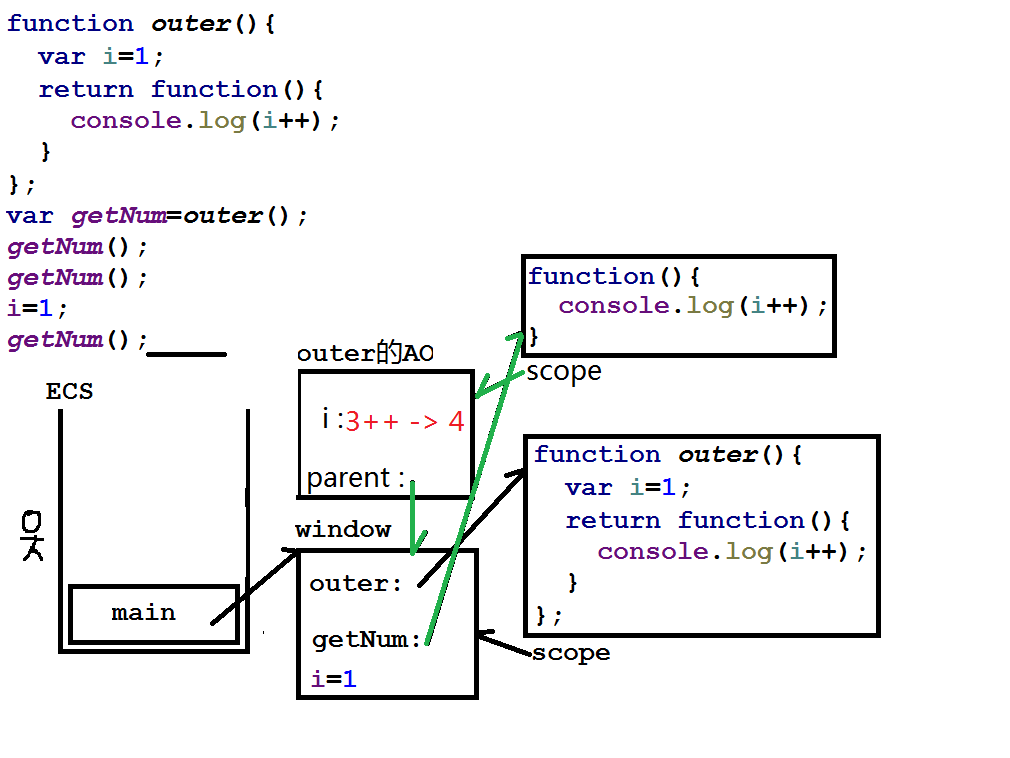 function outer(){
  var i=1;
  return function(){
    console.log(i++);
  }
};
var getNum=outer();
getNum();
getNum();
i=1;
getNum();
function(){
  console.log(i++);
}
scope
outer的AO
i :3++ -> 4
parent :
ECS
main
window
outer:
getNum:
i=1
function outer(){
  var i=1;
  return function(){
    console.log(i++);
  }
};
scope